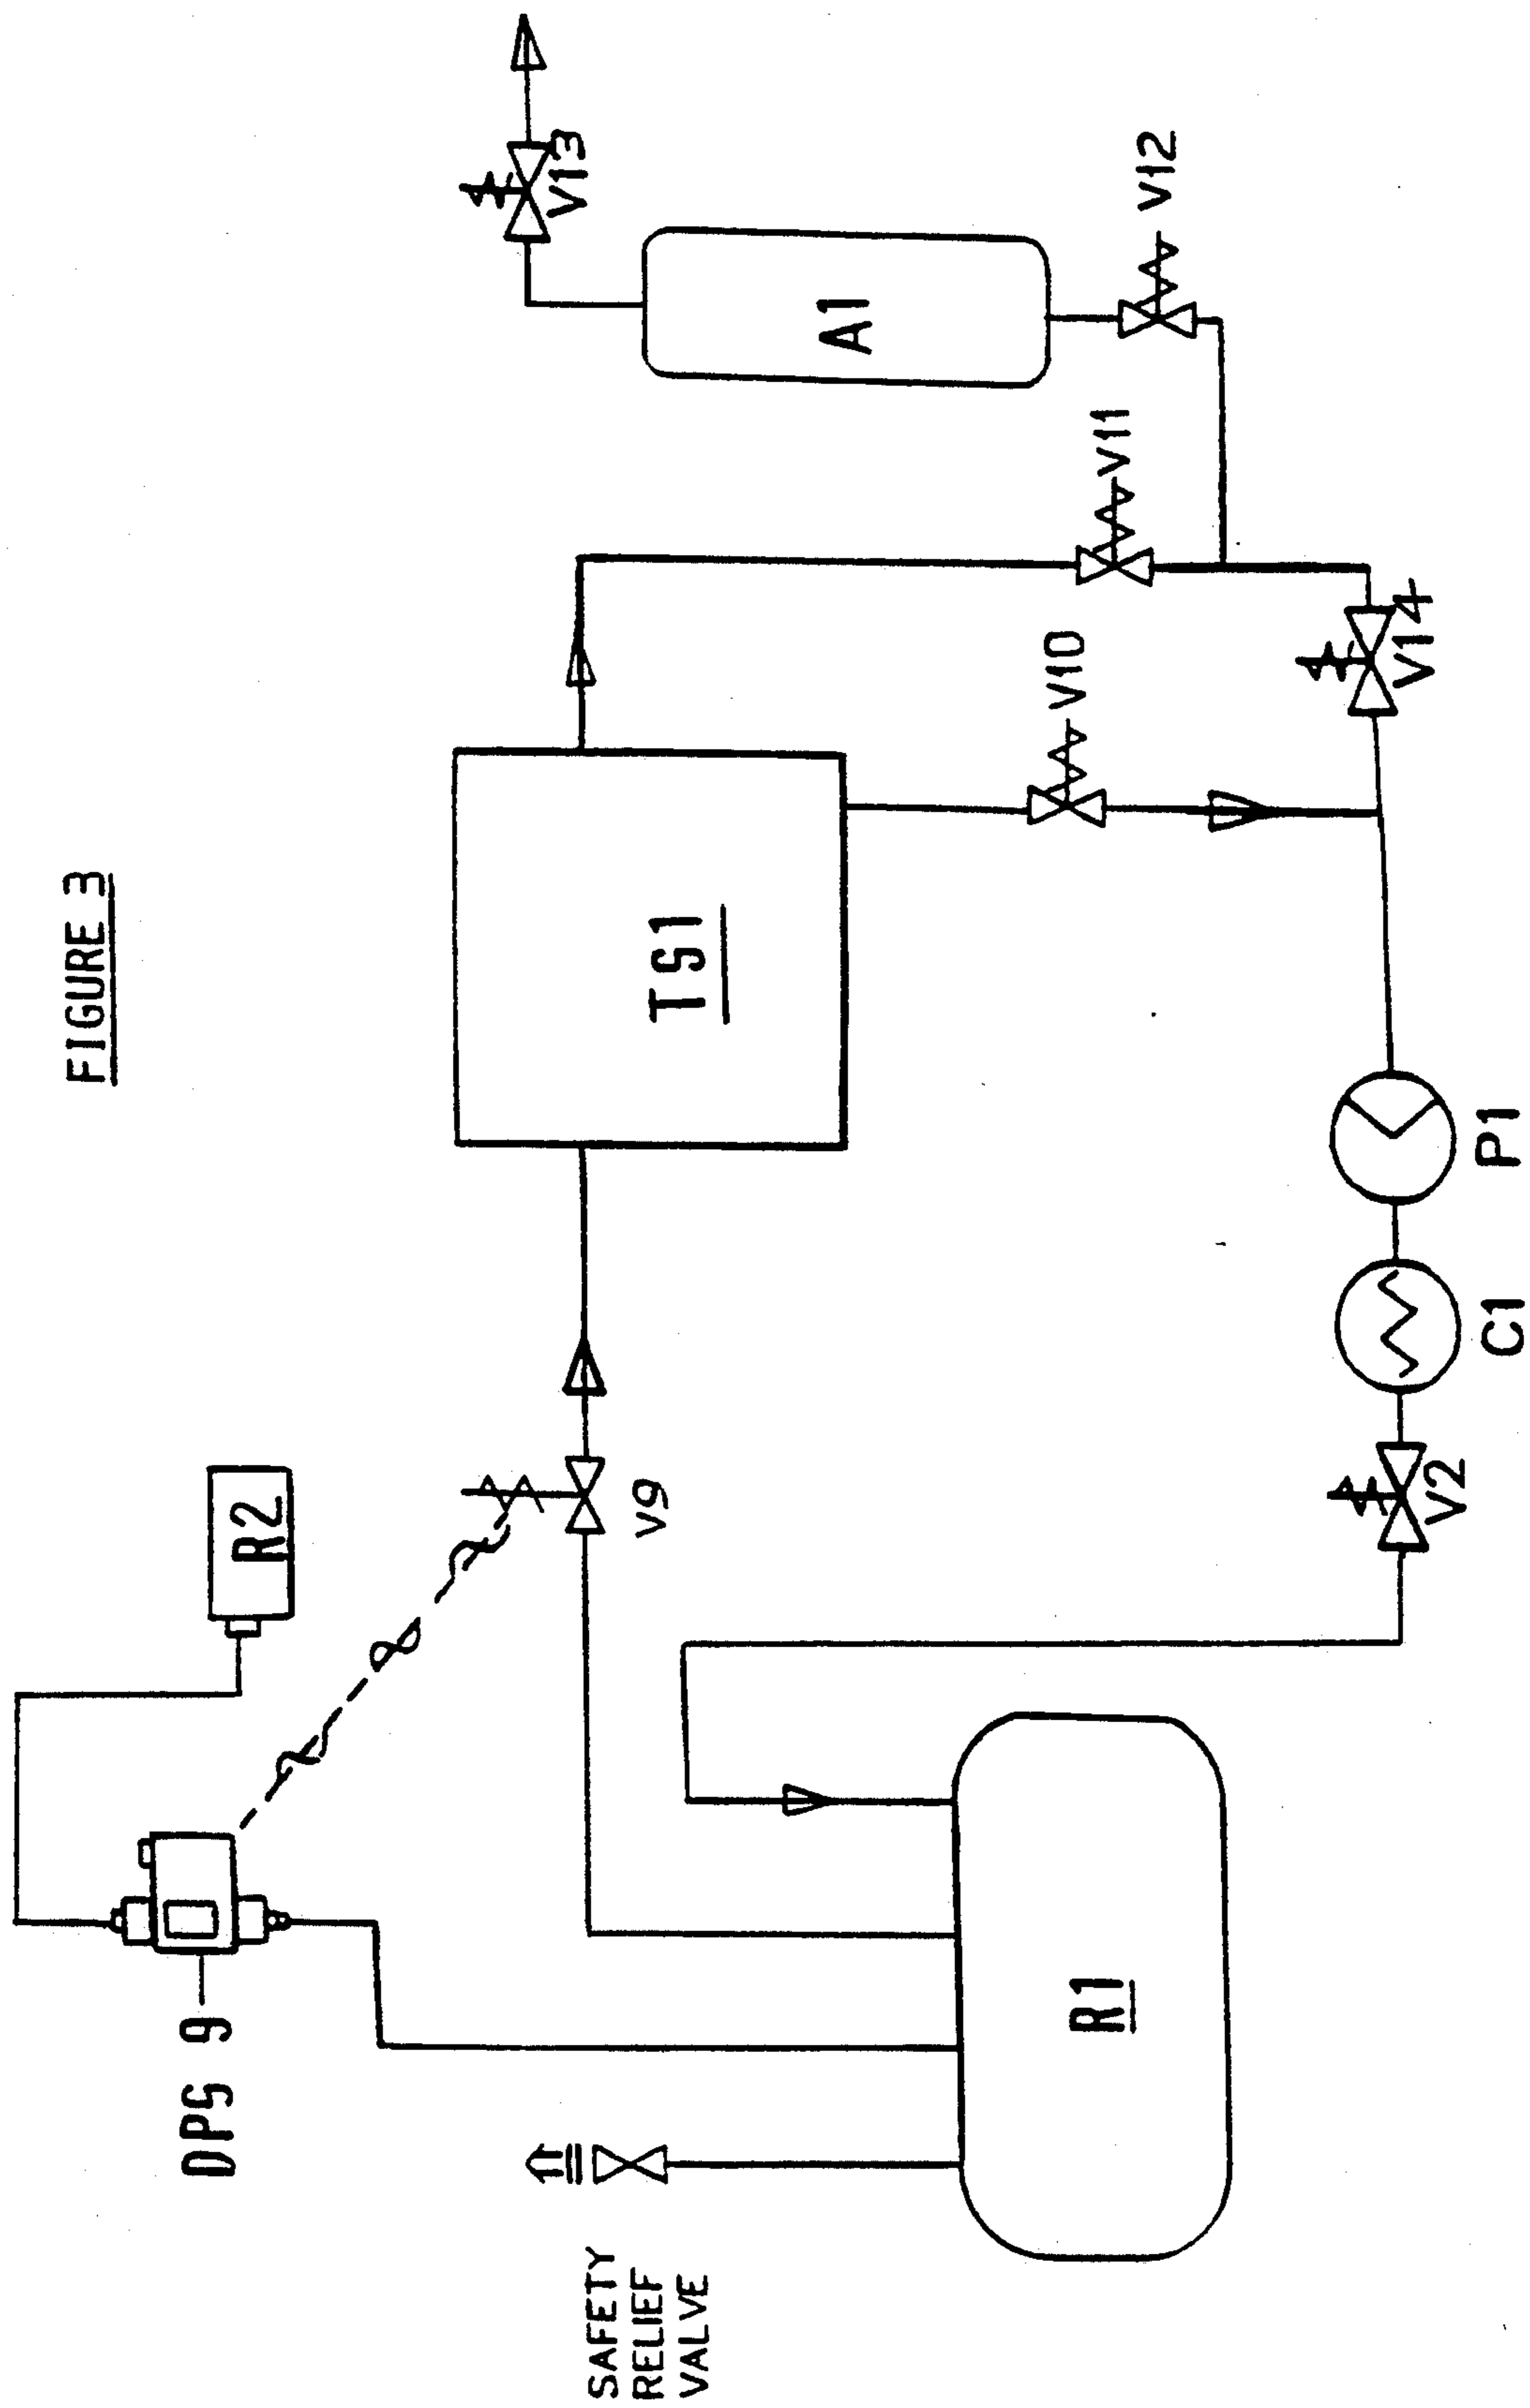 FIGURE 3
DPS 9
R2
V9
TS1
V13
A1
V12
V11
V10
V14
SAFETY
RELIEF
VALVE
R1
V2
C1
P1